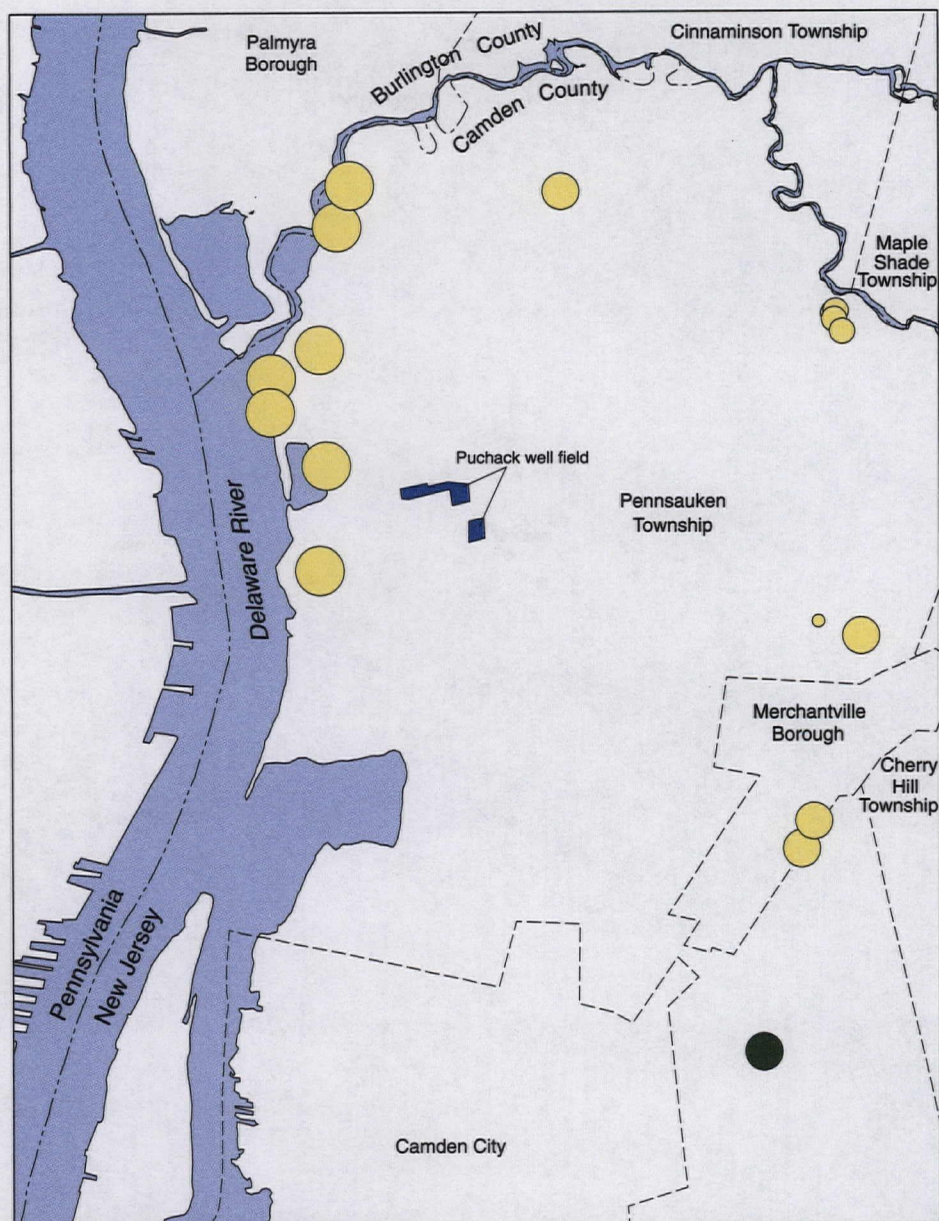 Palmyra
Borough
Burlington County
Cinnaminson Township
Camden County
Maple
Shade
Township
Puchack well field
Pennsauken
Township
Delaware River
Merchantville
Borough
Cherry
Hill
Township
Pennsylvania
New Jersey
Camden City